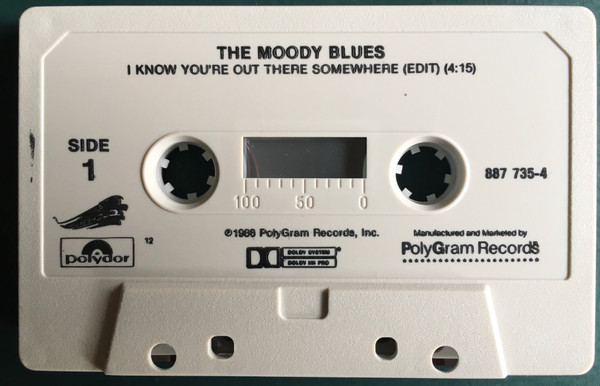 THE MOODY BLUES
I KNOW YOU'RE OUT THERE SOMEWHERE (EDIT) (4:15)
SIDE
1
887 735-4
100 50 0
℗1988 PolyGram Records, Inc.
Manufactured and Marketed by
PolyGram Records
polydor
12
DOLBY SYSTEM®
DOLBY HX PRO